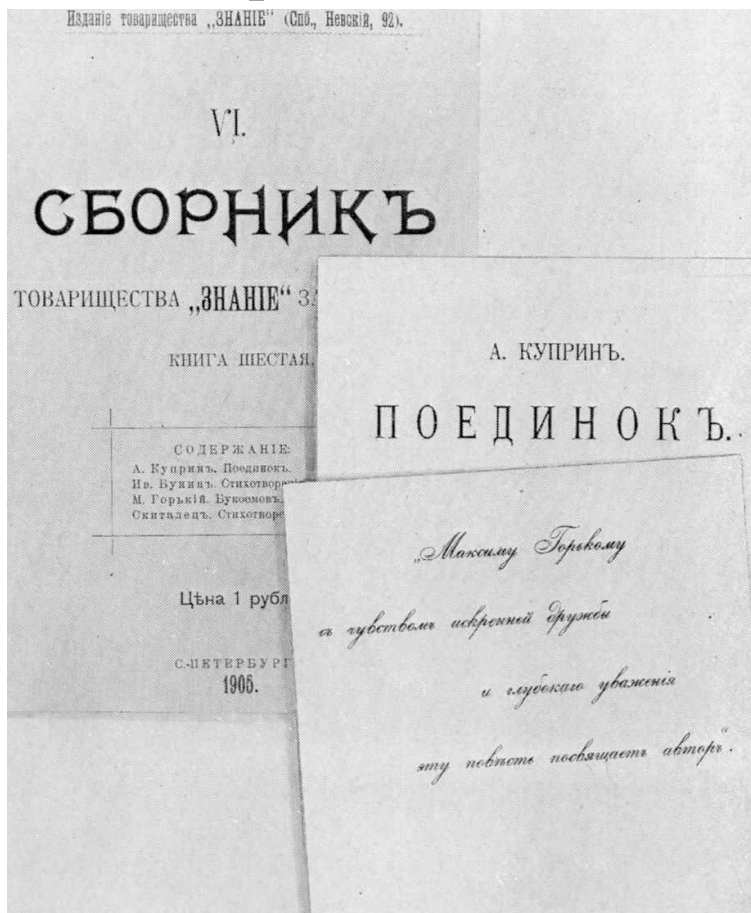 Изданіе товарищества „ЗНАНІЕ“ (Спб., Невскій, 92).
VI.
СБОРНИКЪ
ТОВАРИЩЕСТВА „ЗНАНІЕ“
КНИГА ШЕСТАЯ.
СОДЕРЖАНІЕ:
А. Купринъ. Поединокъ.
Ив. Бунинъ.
М. Горькій. Букоемовъ.
Скиталецъ.
Цѣна 1
С.-ПЕТЕРБУРГ
1905.
А. КУПРИНЪ.
ПОЕДИНОКЪ.
„Максиму Горькому
съ чувствомъ искренней дружбы
и глубокаго уваженія
эту повѣсть посвящаетъ авторъ“.